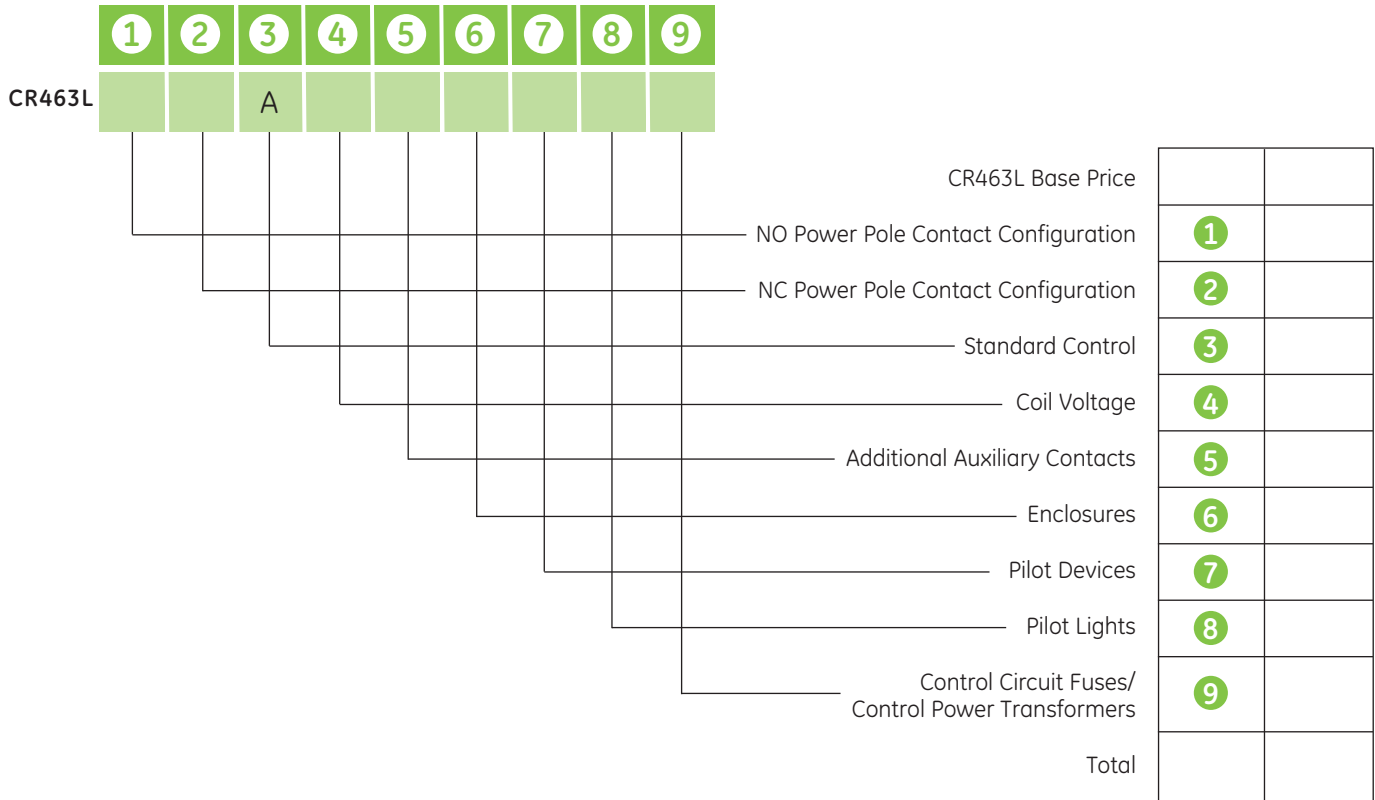 1 2 3 4 5 6 7 8 9
CR463L A
CR463L Base Price
NO Power Pole Contact Configuration 1
NC Power Pole Contact Configuration 2
Standard Control 3
Coil Voltage 4
Additional Auxiliary Contacts 5
Enclosures 6
Pilot Devices 7
Pilot Lights 8
Control Circuit Fuses/
Control Power Transformers 9
Total